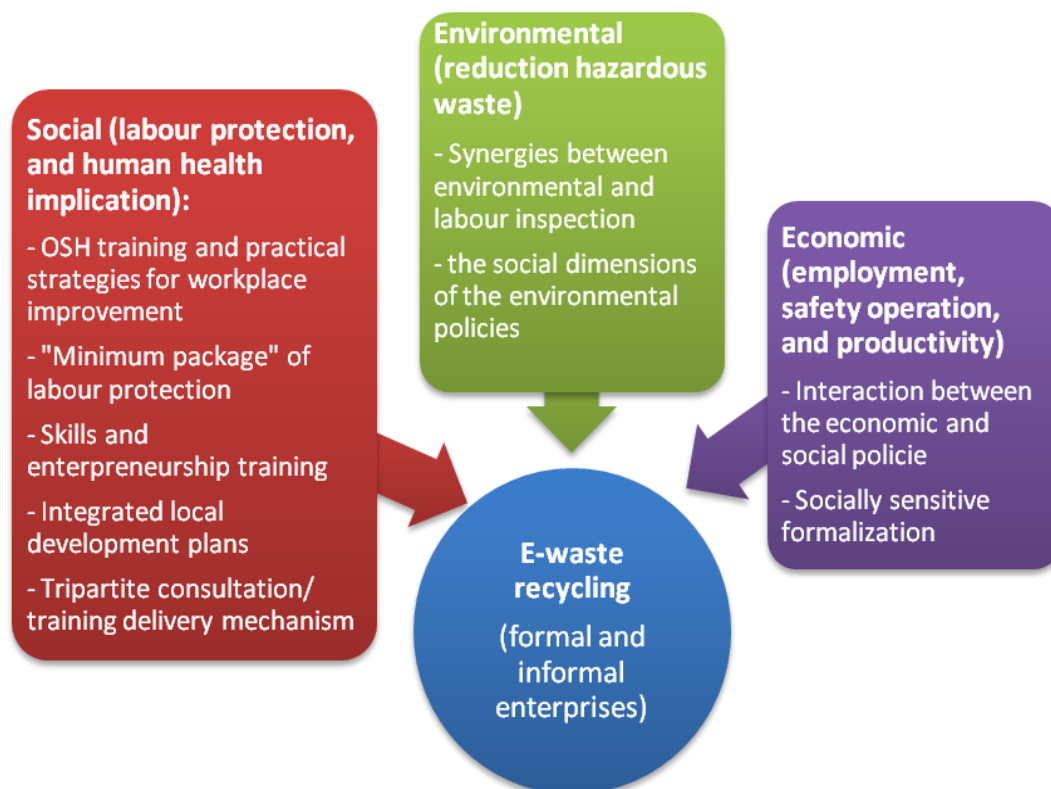 Social (labour protection,
and human health
implication):
- OSH training and practical
strategies for workplace
improvement
- "Minimum package" of
labour protection
- Skills and
enterpreneurship training
- Integrated local
development plans
- Tripartite consultation/
training delivery mechanism
Environmental
(reduction hazardous
waste)
- Synergies between
environmental and
labour inspection
- the social dimensions
of the environmental
policies
Economic
(employment,
safety operation,
and productivity)
- Interaction between
the economic and
social policie
- Socially sensitive
formalization
E-waste
recycling
(formal and
informal
enterprises)